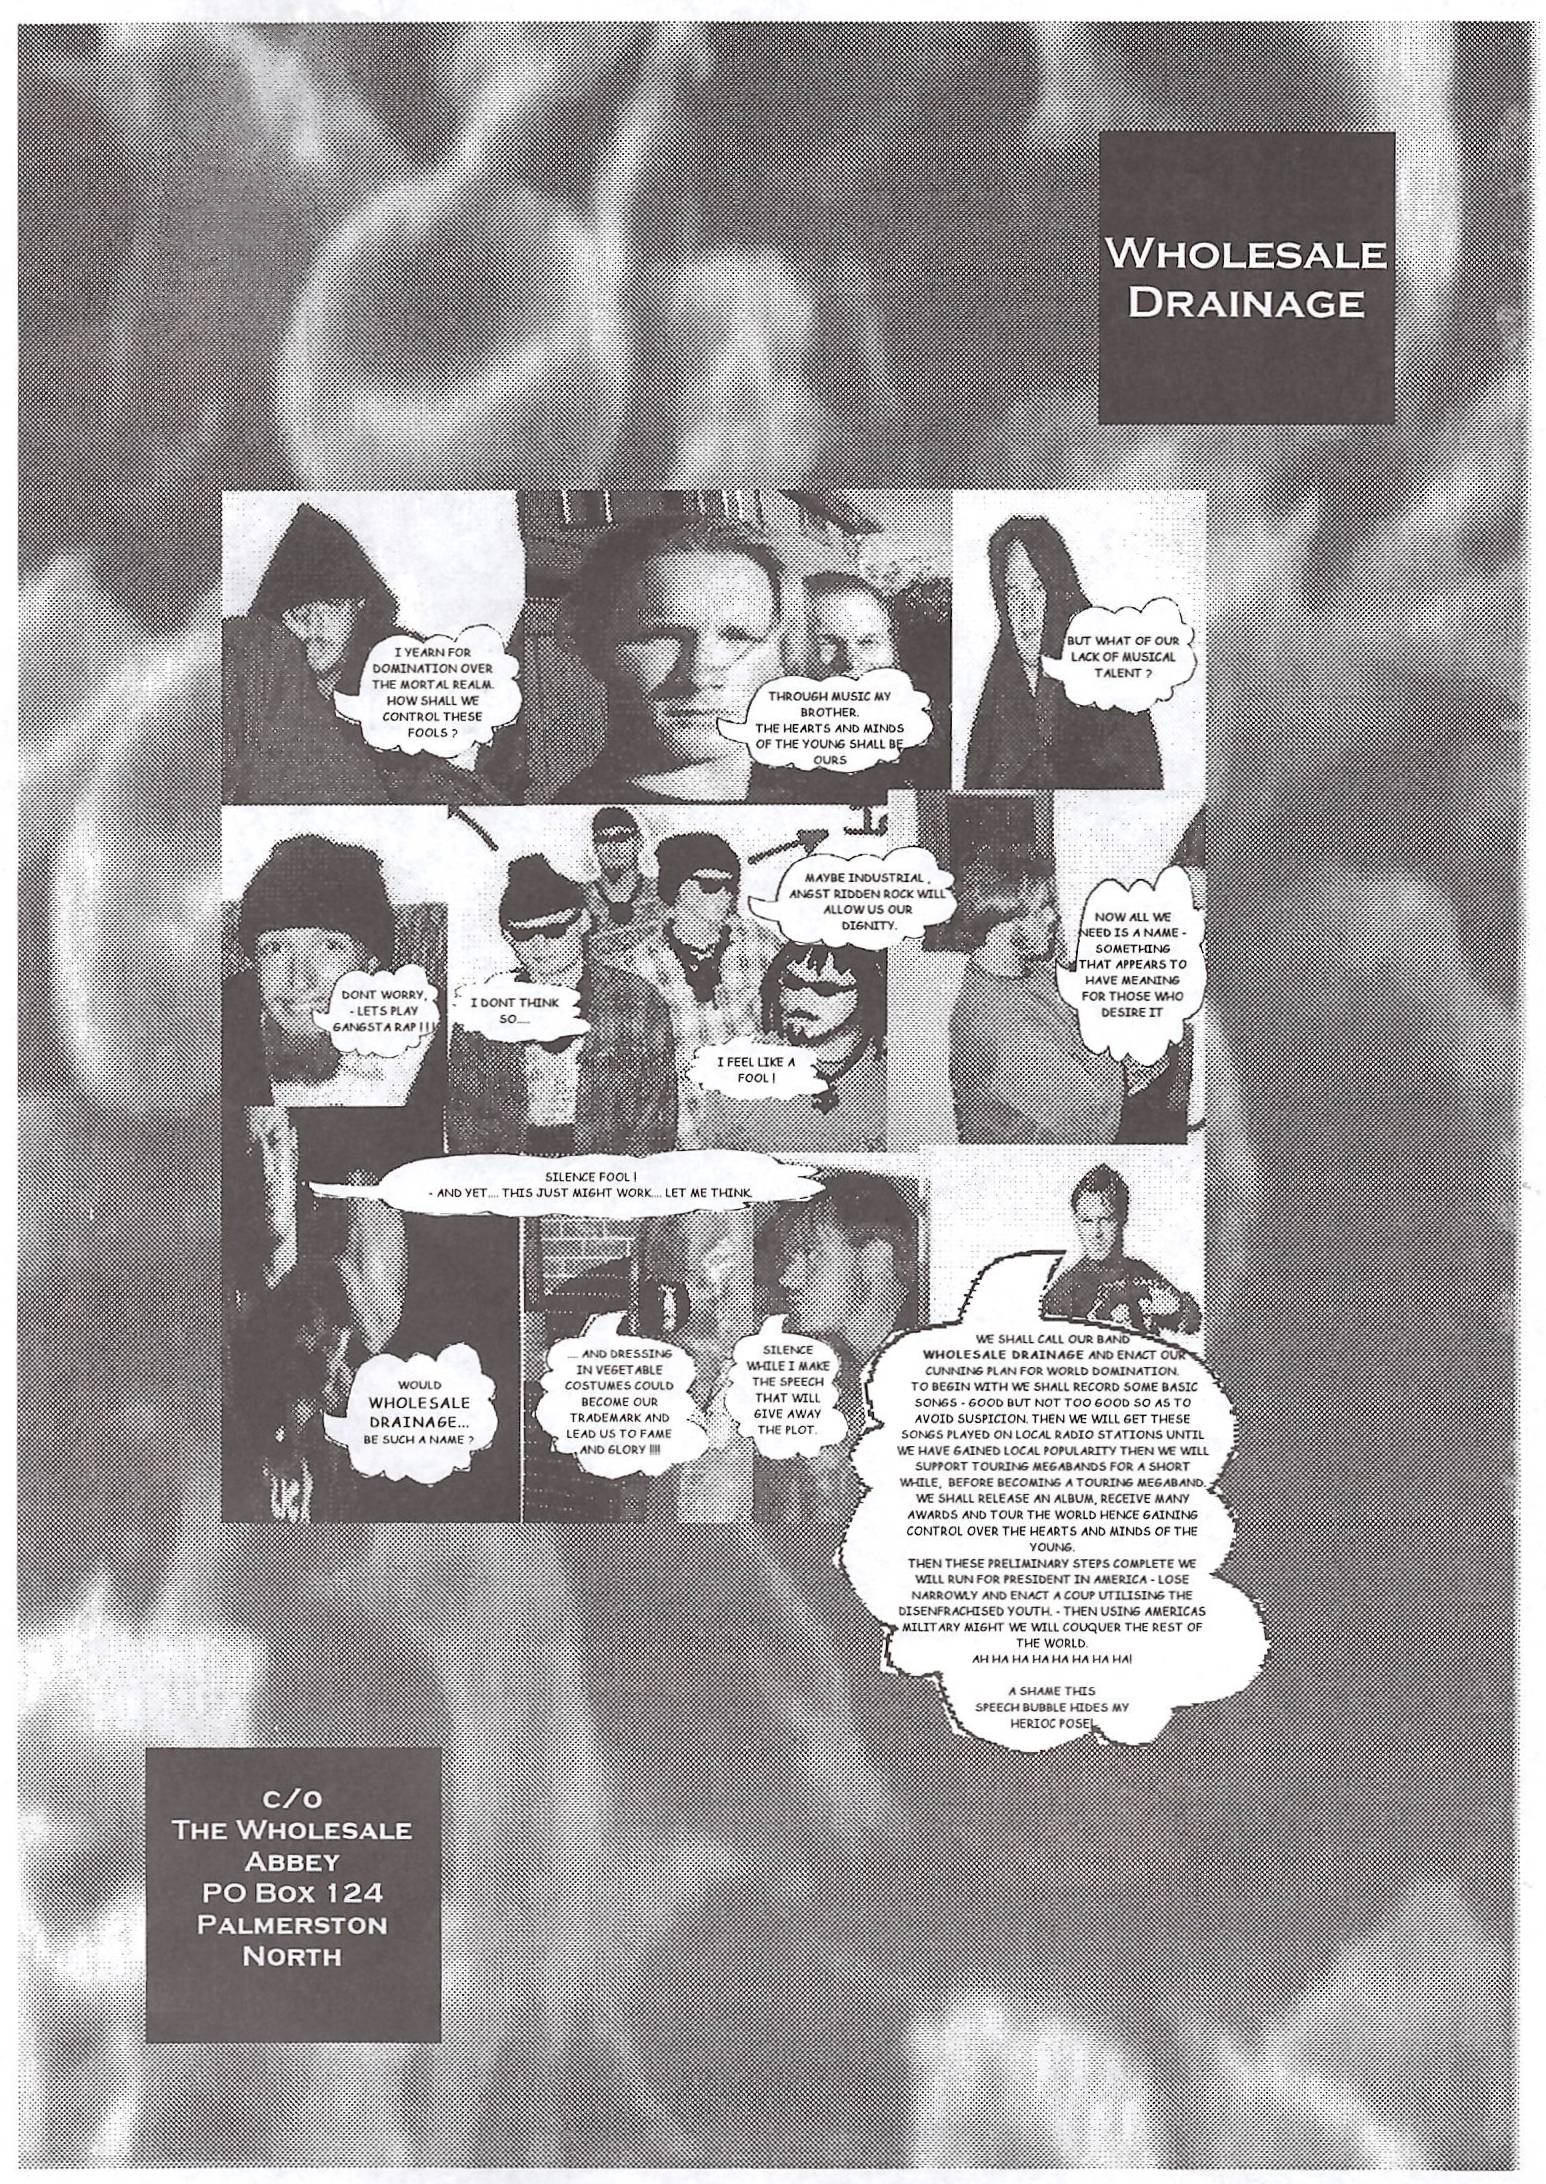 WHOLESALE
DRAINAGE
I YEARN FOR
DOMINATION OVER
THE MORTAL REALM.
HOW SHALL WE
CONTROL THESE
FOOLS ?
THROUGH MUSIC MY
BROTHER.
THE HEARTS AND MINDS
OF THE YOUNG SHALL BE
OURS
BUT WHAT OF OUR
LACK OF MUSICAL
TALENT ?
DONT WORRY,
- LETS PLAY
GANGSTA RAP ! ! !
I DONT THINK
SO.....
MAYBE INDUSTRIAL ,
ANGST RIDDEN ROCK WILL
ALLOW US OUR
DIGNITY.
I FEEL LIKE A
FOOL !
NOW ALL WE
NEED IS A NAME -
SOMETHING
THAT APPEARS TO
HAVE MEANING
FOR THOSE WHO
DESIRE IT
SILENCE FOOL !
- AND YET.... THIS JUST MIGHT WORK.... LET ME THINK.
WOULD
WHOLESALE
DRAINAGE...
BE SUCH A NAME ?
.... AND DRESSING
IN VEGETABLE
COSTUMES COULD
BECOME OUR
TRADEMARK AND
LEAD US TO FAME
AND GLORY !!!!
SILENCE
WHILE I MAKE
THE SPEECH
THAT WILL
GIVE AWAY
THE PLOT.
WE SHALL CALL OUR BAND
WHOLESALE DRAINAGE AND ENACT OUR
CUNNING PLAN FOR WORLD DOMINATION.
TO BEGIN WITH WE SHALL RECORD SOME BASIC
SONGS - GOOD BUT NOT TOO GOOD SO AS TO
AVOID SUSPICION. THEN WE WILL GET THESE
SONGS PLAYED ON LOCAL RADIO STATIONS UNTIL
WE HAVE GAINED LOCAL POPULARITY THEN WE WILL
SUPPORT TOURING MEGABANDS FOR A SHORT
WHILE, BEFORE BECOMING A TOURING MEGABAND.
WE SHALL RELEASE AN ALBUM, RECEIVE MANY
AWARDS AND TOUR THE WORLD HENCE GAINING
CONTROL OVER THE HEARTS AND MINDS OF THE
YOUNG.
THEN THESE PRELIMINARY STEPS COMPLETE WE
WILL RUN FOR PRESIDENT IN AMERICA - LOSE
NARROWLY AND ENACT A COUP UTILISING THE
DISENFRACHISED YOUTH. - THEN USING AMERICAS
MILITARY MIGHT WE WILL COUQUER THE REST OF
THE WORLD.
AH HA HA HA HA HA HA HA HA!
A SHAME THIS
SPEECH BUBBLE HIDES MY
HERIOC POSE!
C/O
THE WHOLESALE
ABBEY
PO BOX 124
PALMERSTON
NORTH